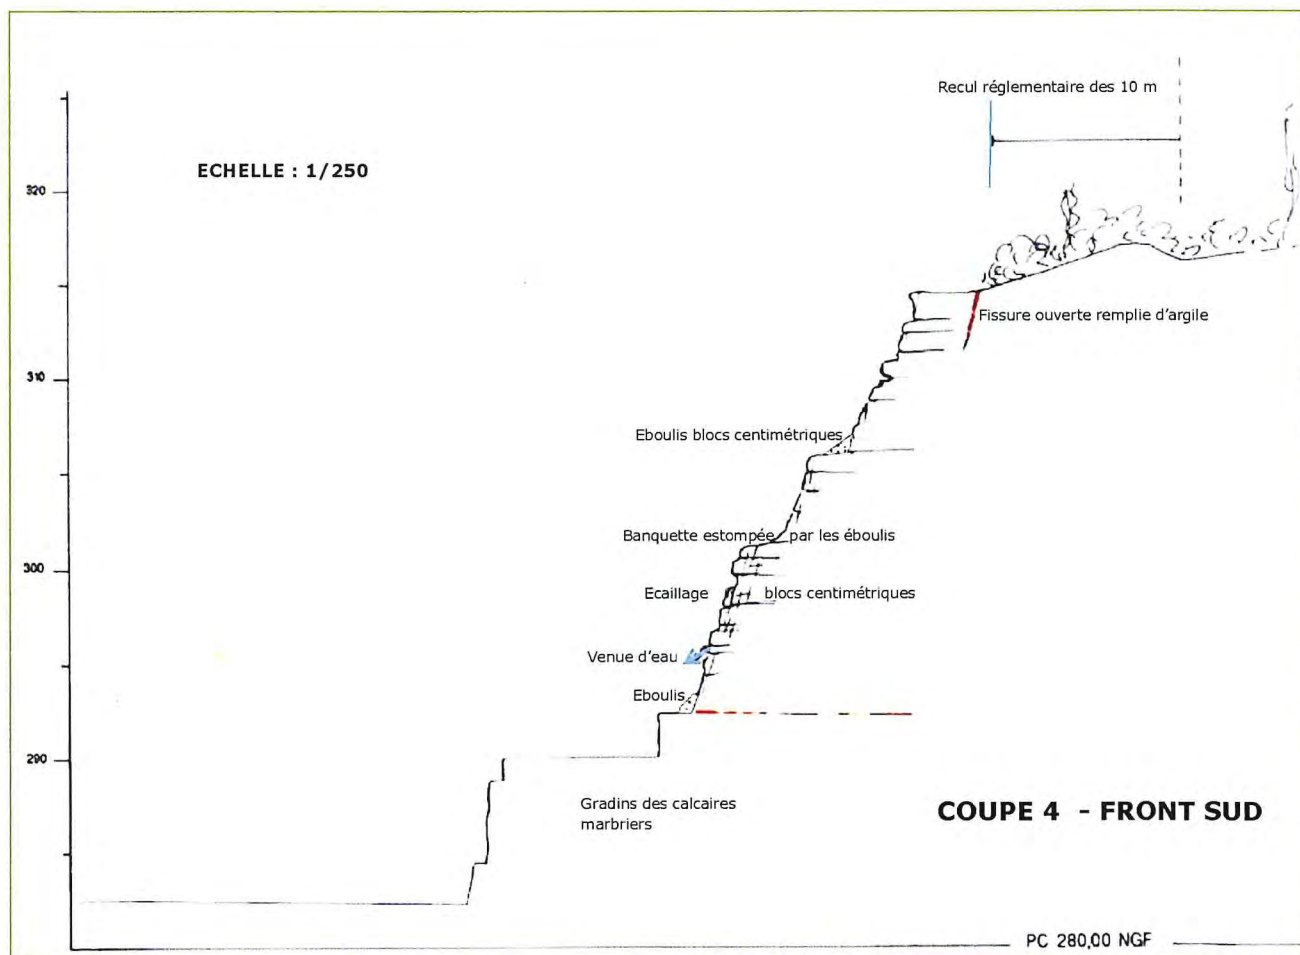 Recul réglementaire des 10 m
ECHELLE : 1/250
320
Fissure ouverte remplie d'argile
310
Eboulis blocs centimétriques
Banquette estompée par les éboulis
300
Ecaillage blocs centimétriques
Venue d'eau
Eboulis
290
Gradins des calcaires
marbriers
COUPE 4 - FRONT SUD
PC 280,00 NGF